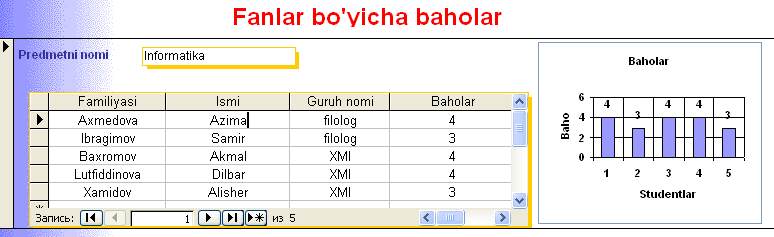 Fanlar bo'yicha baholar
Predmetni nomi Informatika
Familiyasi Ismi Guruh nomi Baholar
Axmedova Azima filolog 4
Ibragimov Samir filolog 3
Baxromov Akmal XMI 4
Lutfiddinova Dilbar XMI 4
Xamidov Alisher XMI 3
Запись: 1 из 5
Baholar
Baho
6
4
2
0
4 3 4 4 3
1 2 3 4 5
Studentlar